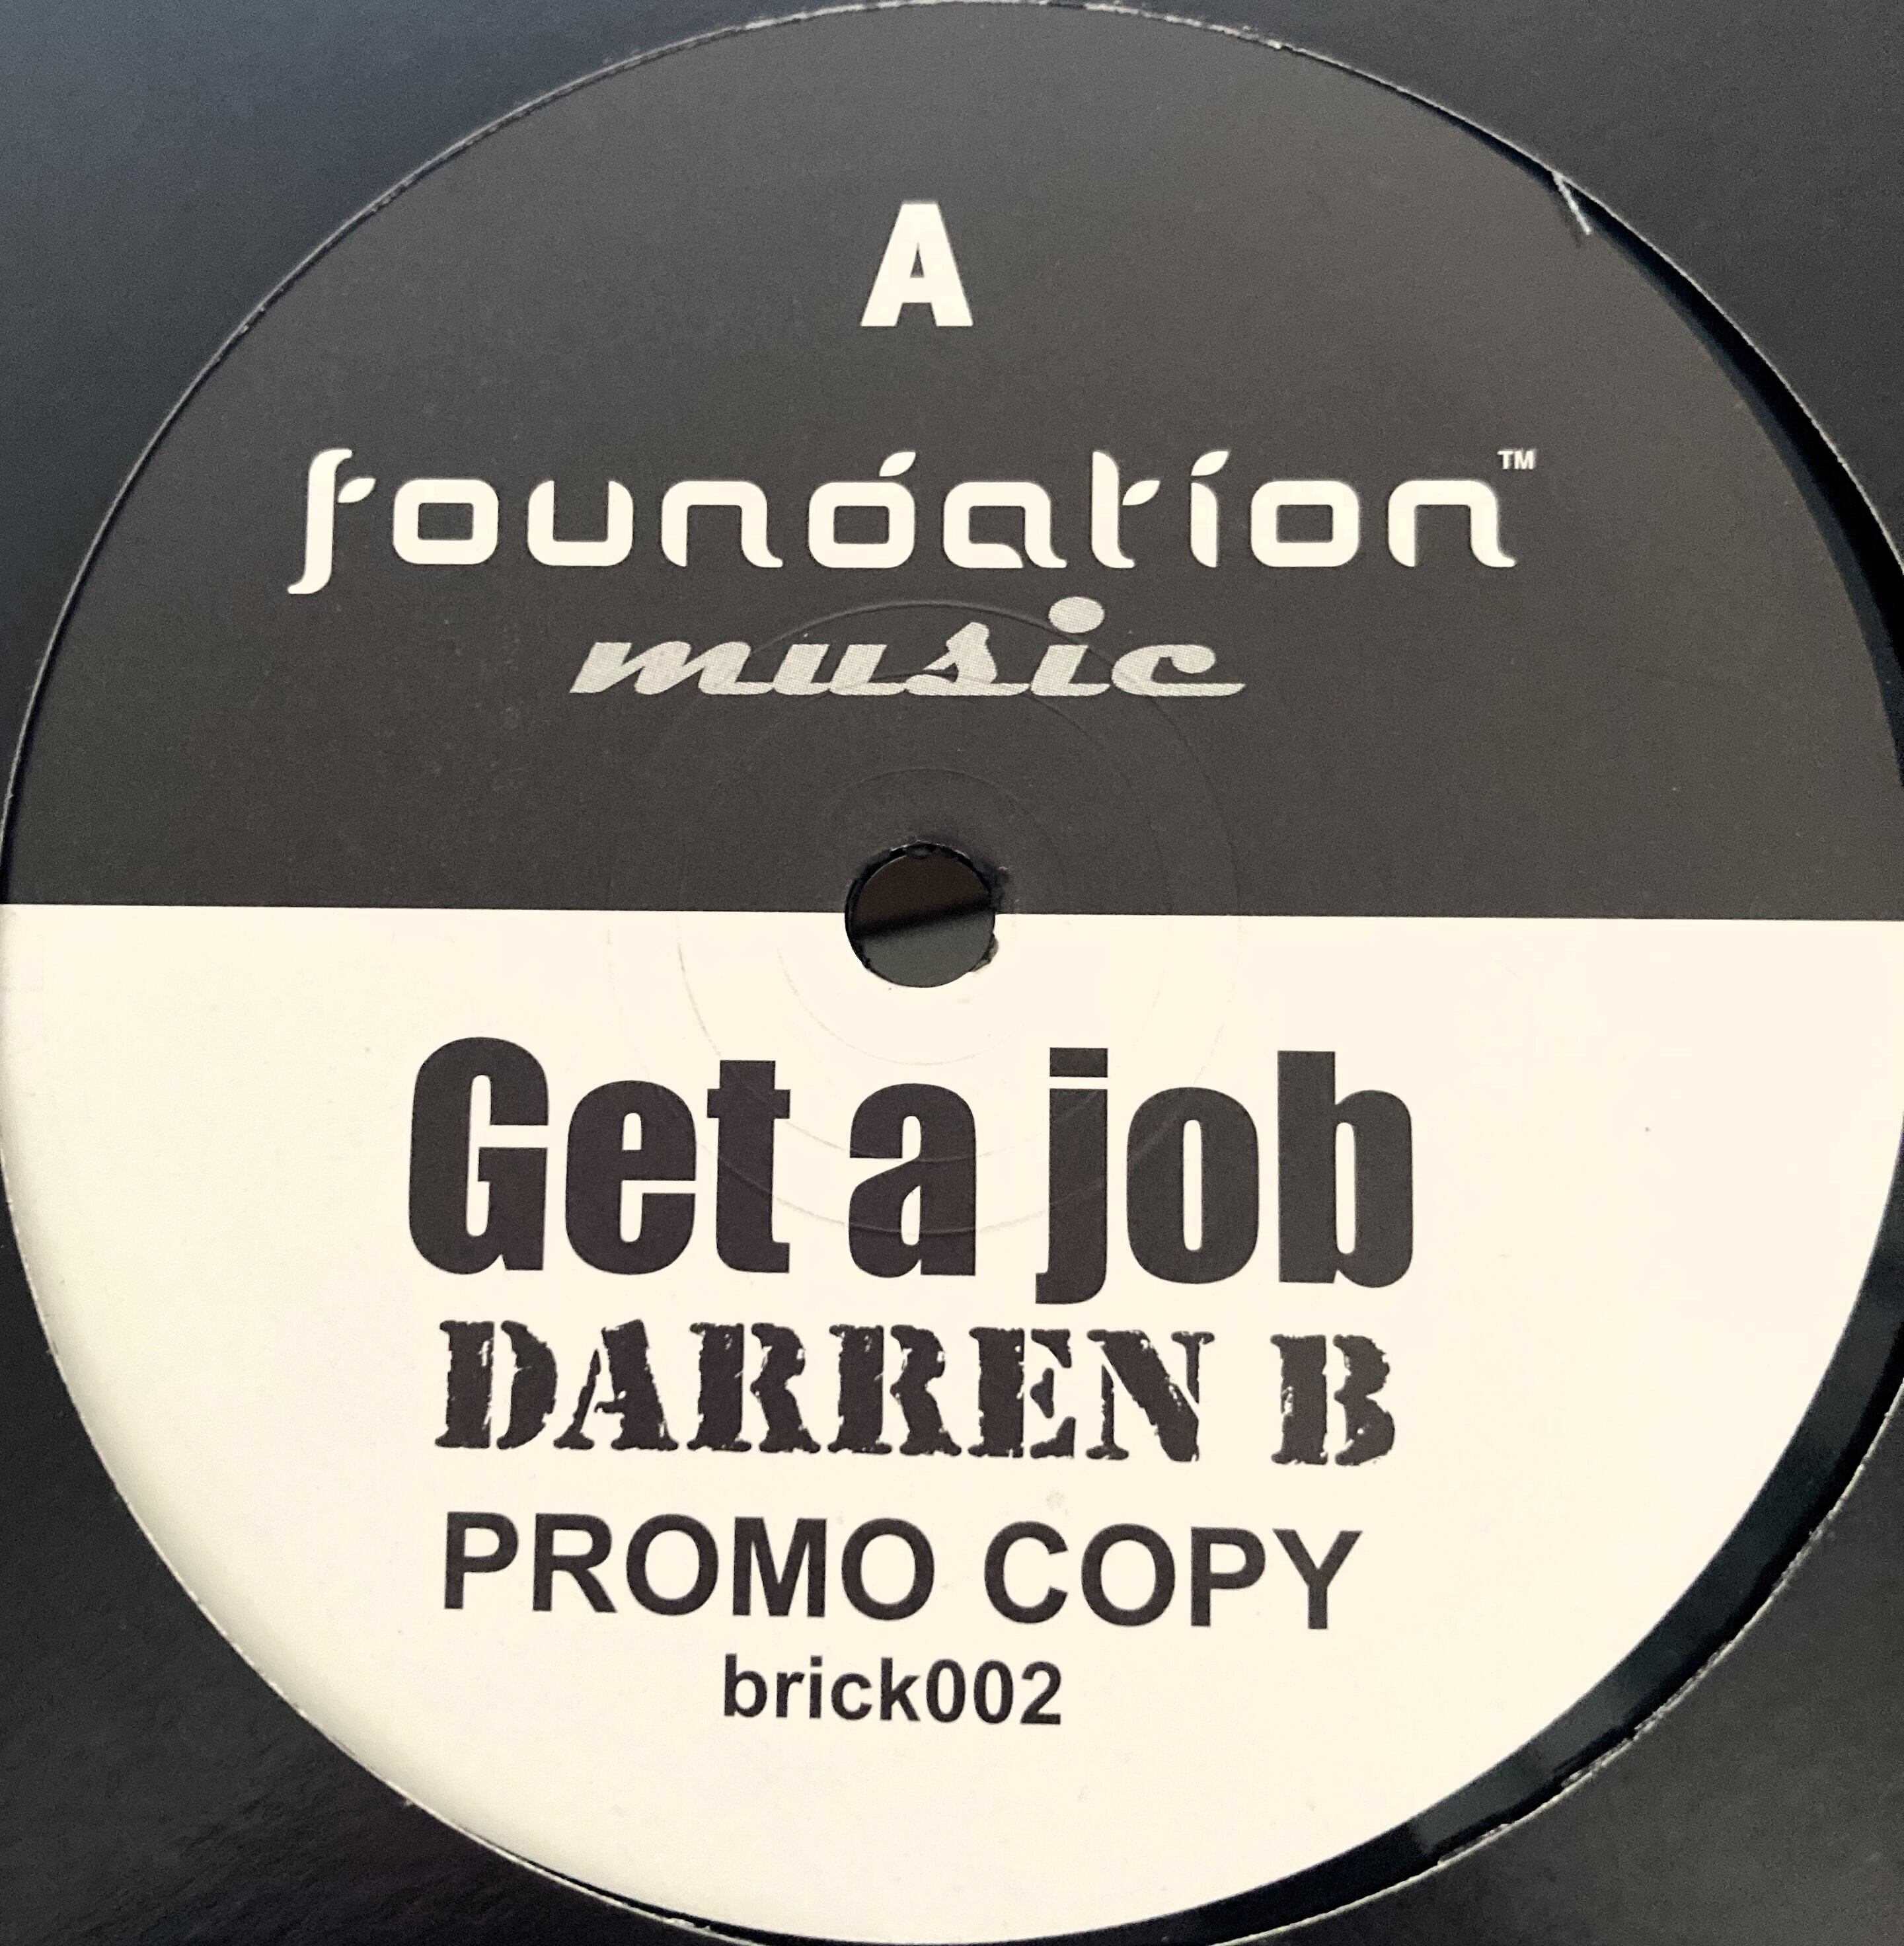 A
foundation™
music
Get a job
DARREN B
PROMO COPY
brick002